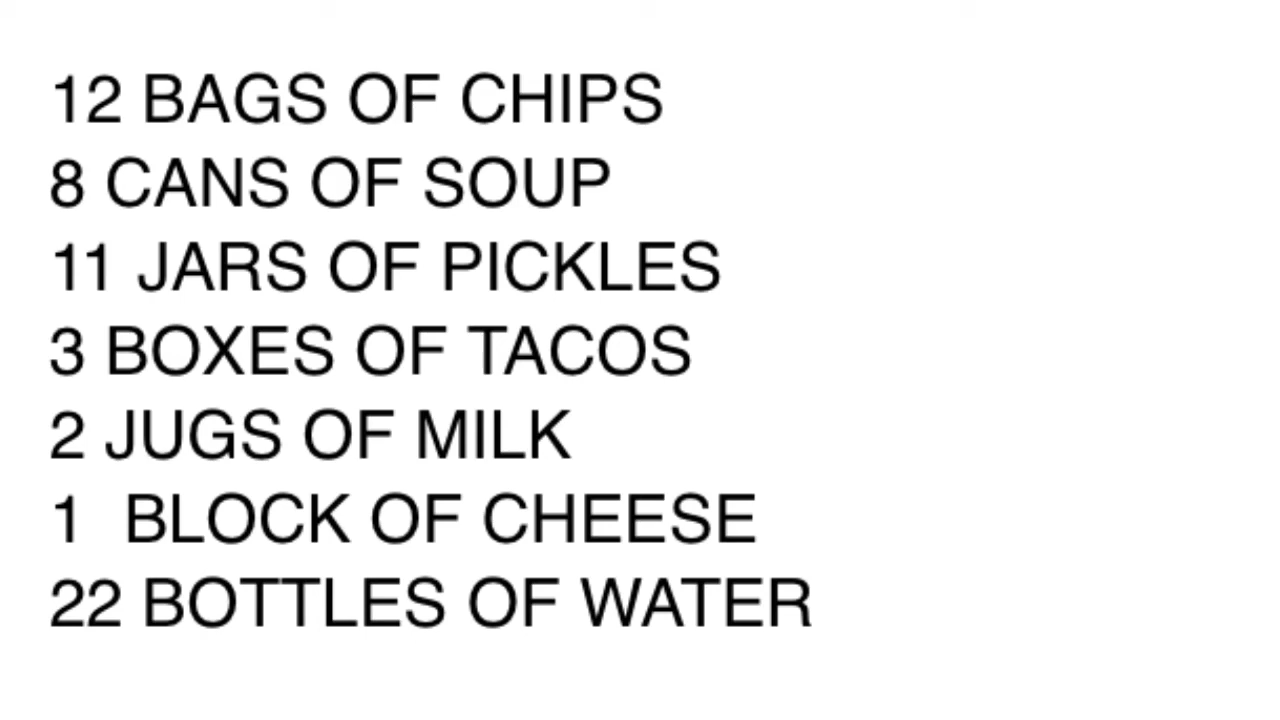 12 BAGS OF CHIPS
8 CANS OF SOUP
11 JARS OF PICKLES
3 BOXES OF TACOS
2 JUGS OF MILK
1  BLOCK OF CHEESE
22 BOTTLES OF WATER